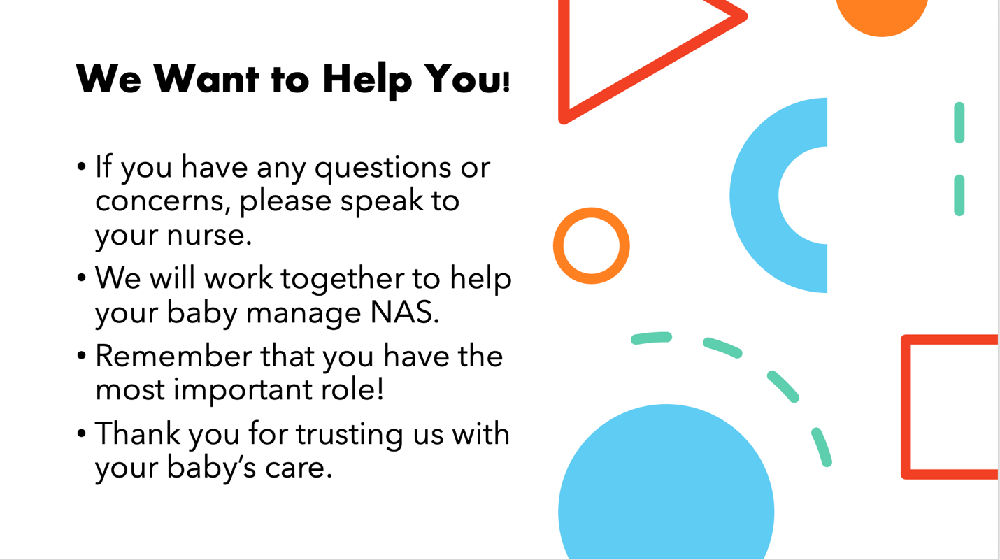 We Want to Help You!
• If you have any questions or
concerns, please speak to
your nurse.
• We will work together to help
your baby manage NAS.
• Remember that you have the
most important role!
• Thank you for trusting us with
your baby’s care.